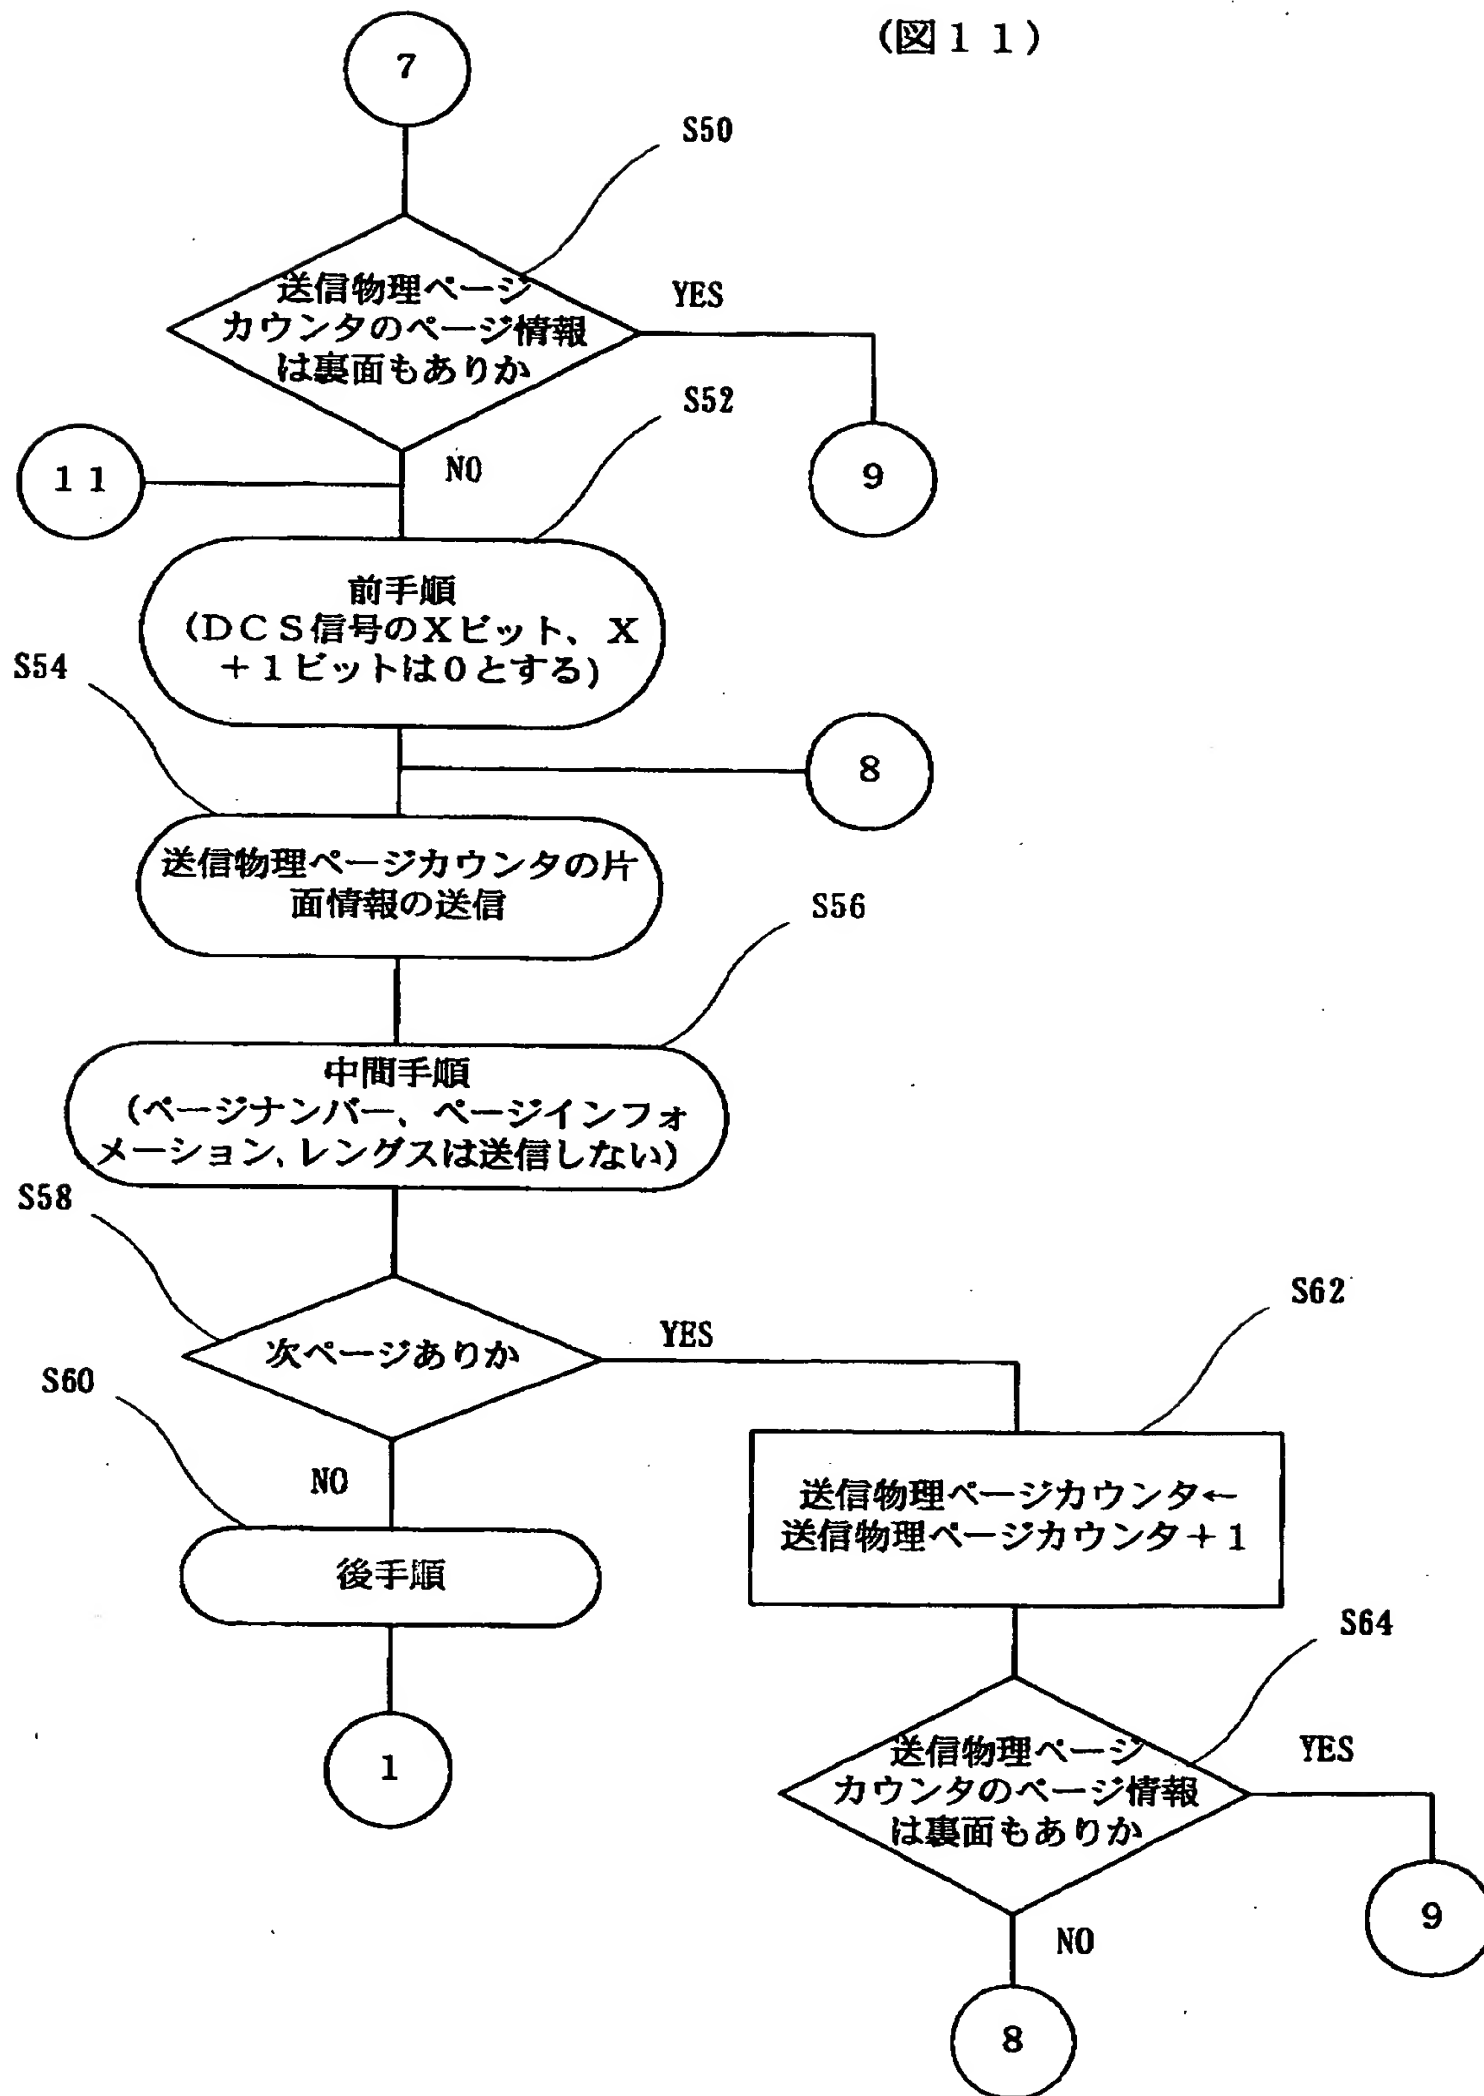 (図11)
7
S50
送信物理ページ
カウンタのページ情報
は裏面もありか
YES
S52
NO
11
9
前手順
(DCS信号のXビット、X
+1ビットは0とする)
S54
8
送信物理ページカウンタの片
面情報の送信
S56
中間手順
(ページナンバー、ページインフォ
メーション、レングスは送信しない)
S58
次ページありか
YES
S62
S60
NO
送信物理ページカウンタ←
送信物理ページカウンタ+1
後手順
S64
1
送信物理ページ
カウンタのページ情報
は裏面もありか
YES
9
NO
8